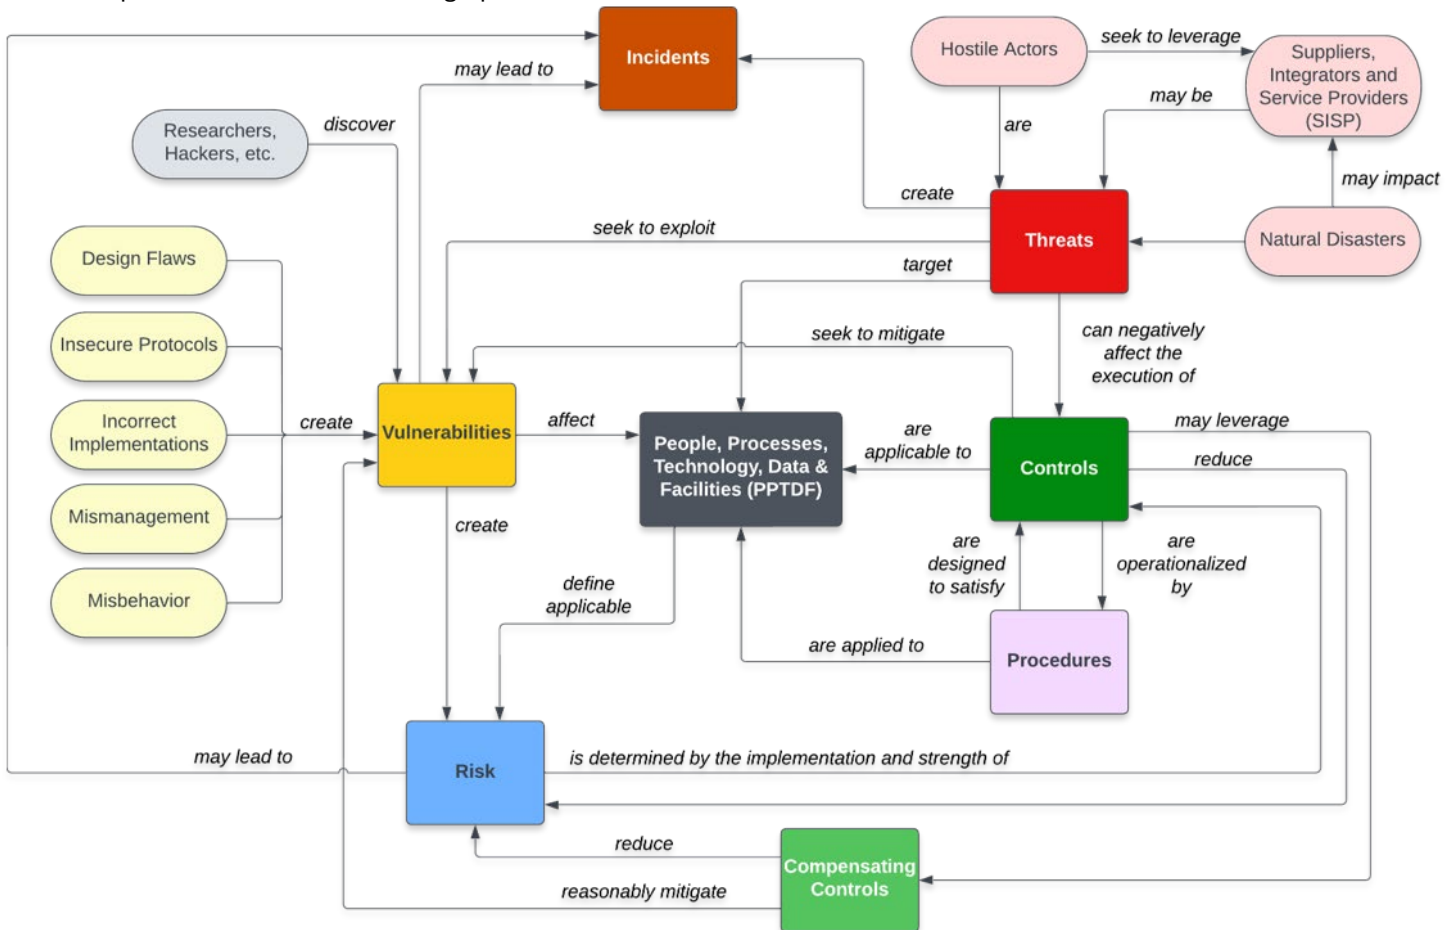 Incidents
Hostile Actors
seek to leverage
Suppliers,
Integrators and
Service Providers
(SISP)
may lead to
may be
Researchers,
Hackers, etc.
discover
are
may impact
create
Threats
Natural Disasters
seek to exploit
target
Design Flaws
Insecure Protocols
Incorrect
Implementations
Mismanagement
Misbehavior
create
seek to mitigate
can negatively
affect the
execution of
Vulnerabilities
affect
People, Processes,
Technology, Data &
Facilities (PPTDF)
are
applicable to
Controls
may leverage
reduce
create
are
designed
to satisfy
are
operationalized
by
define
applicable
are applied to
Procedures
may lead to
Risk
is determined by the implementation and strength of
reduce
Compensating
Controls
reasonably mitigate